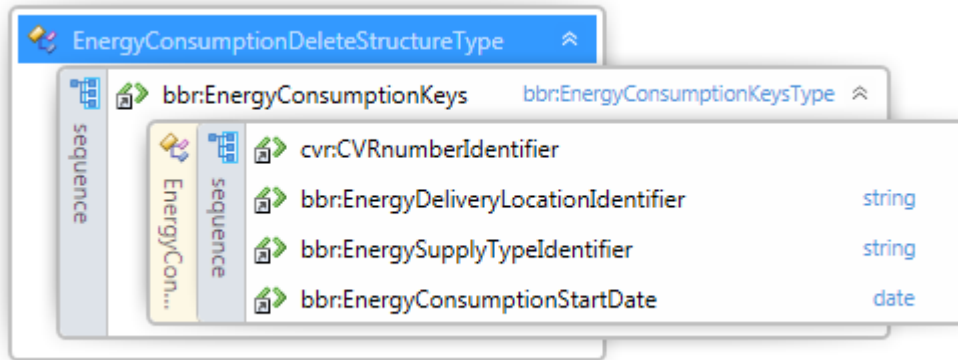 EnergyConsumptionDeleteStructureType
sequence
bbr:EnergyConsumptionKeys bbr:EnergyConsumptionKeysType
EnergyCon...
sequence
cvr:CVRnumberIdentifier
bbr:EnergyDeliveryLocationIdentifier string
bbr:EnergySupplyTypeIdentifier string
bbr:EnergyConsumptionStartDate date